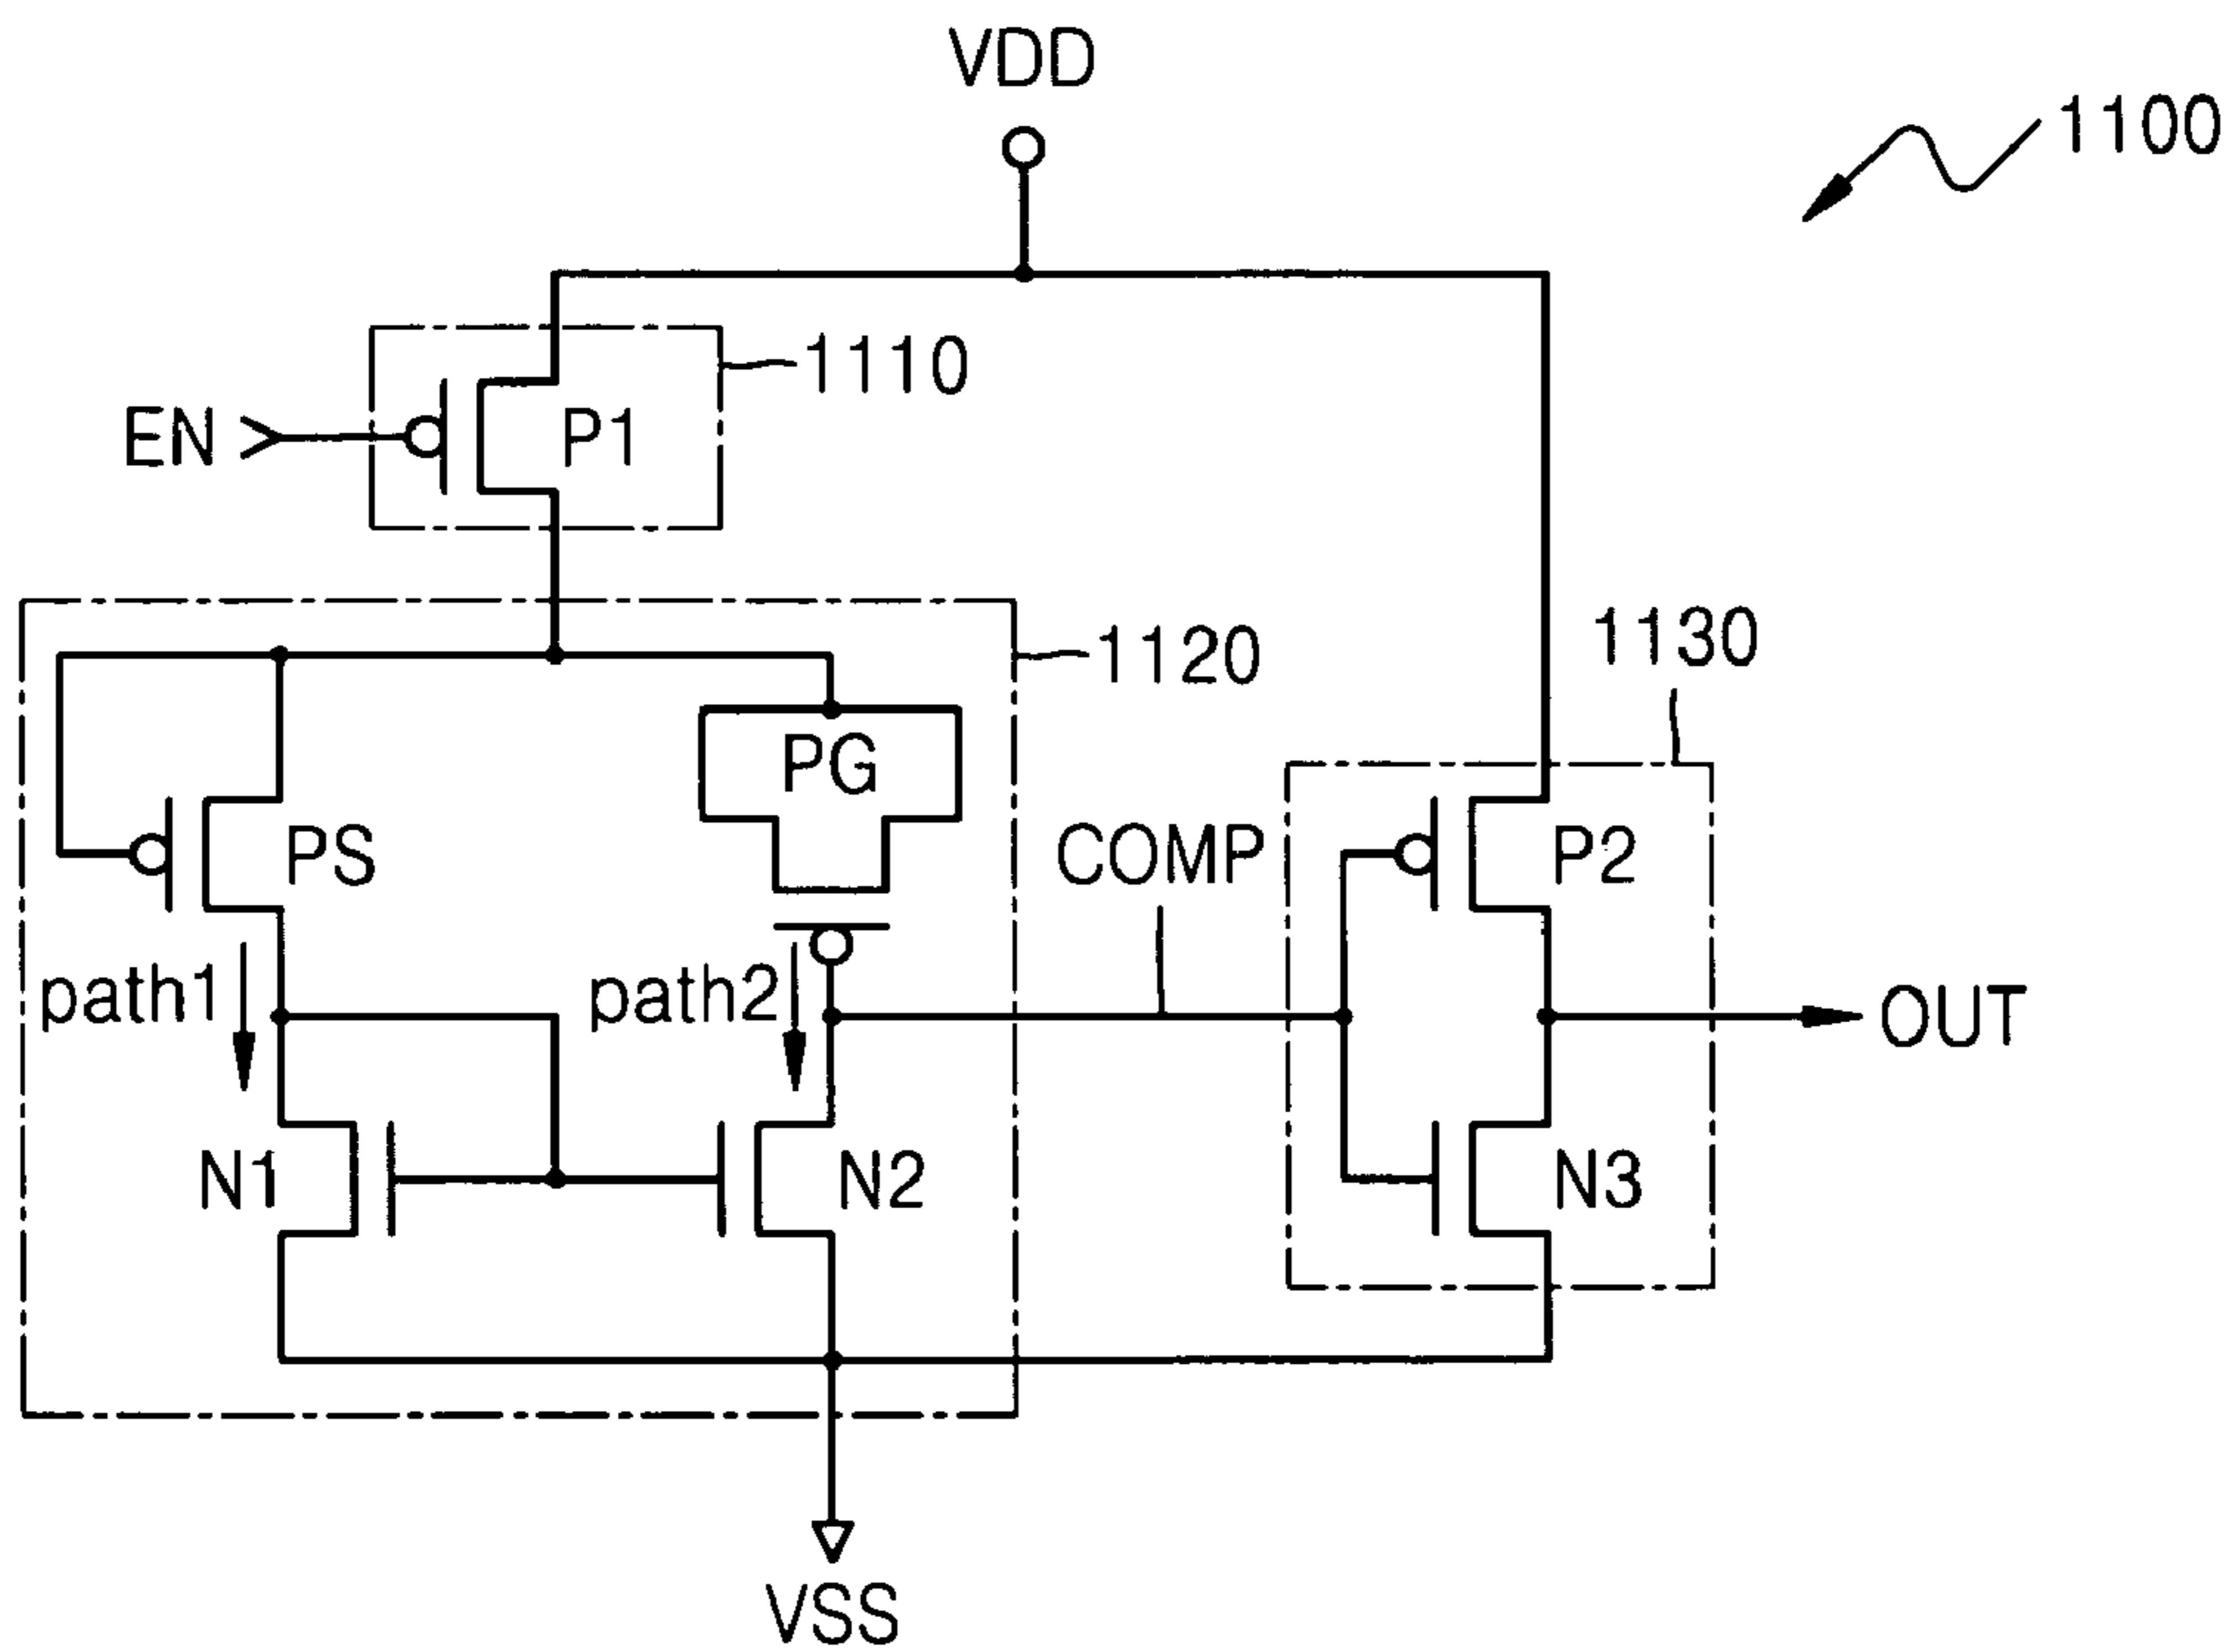 VDD
1100
1110
EN
P1
1120
1130
PG
PS
COMP
P2
path1
path2
OUT
N1
N2
N3
VSS